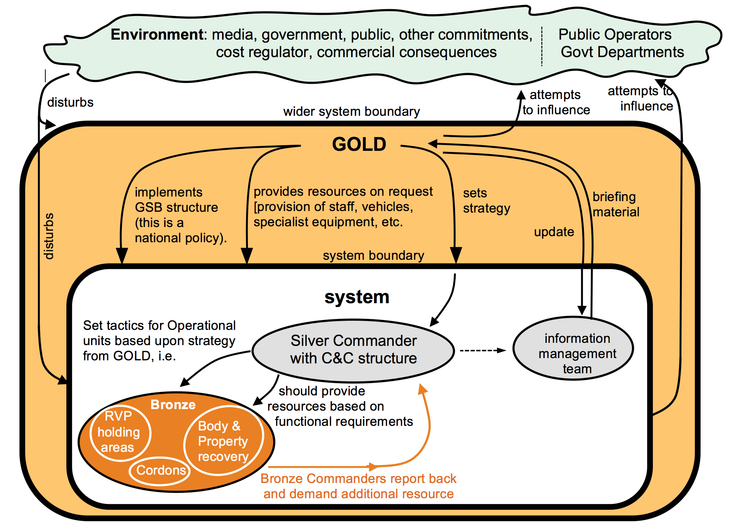 Environment: media, government, public, other commitments,
cost regulator, commercial consequences
Public Operators
Govt Departments
disturbs
wider system boundary
attempts
to influence
attempts to
influence
GOLD
implements
GSB structure
(this is a
national policy).
provides resources on request
[provision of staff, vehicles,
specialist equipment, etc.
sets
strategy
briefing
material
update
disturbs
system boundary
system
Set tactics for Operational
units based upon strategy
from GOLD, i.e.
Silver Commander
with C&C structure
information
management
team
should provide
resources based on
functional requirements
Bronze
RVP
holding
areas
Body &
Property
recovery
Cordons
Bronze Commanders report back
and demand additional resource